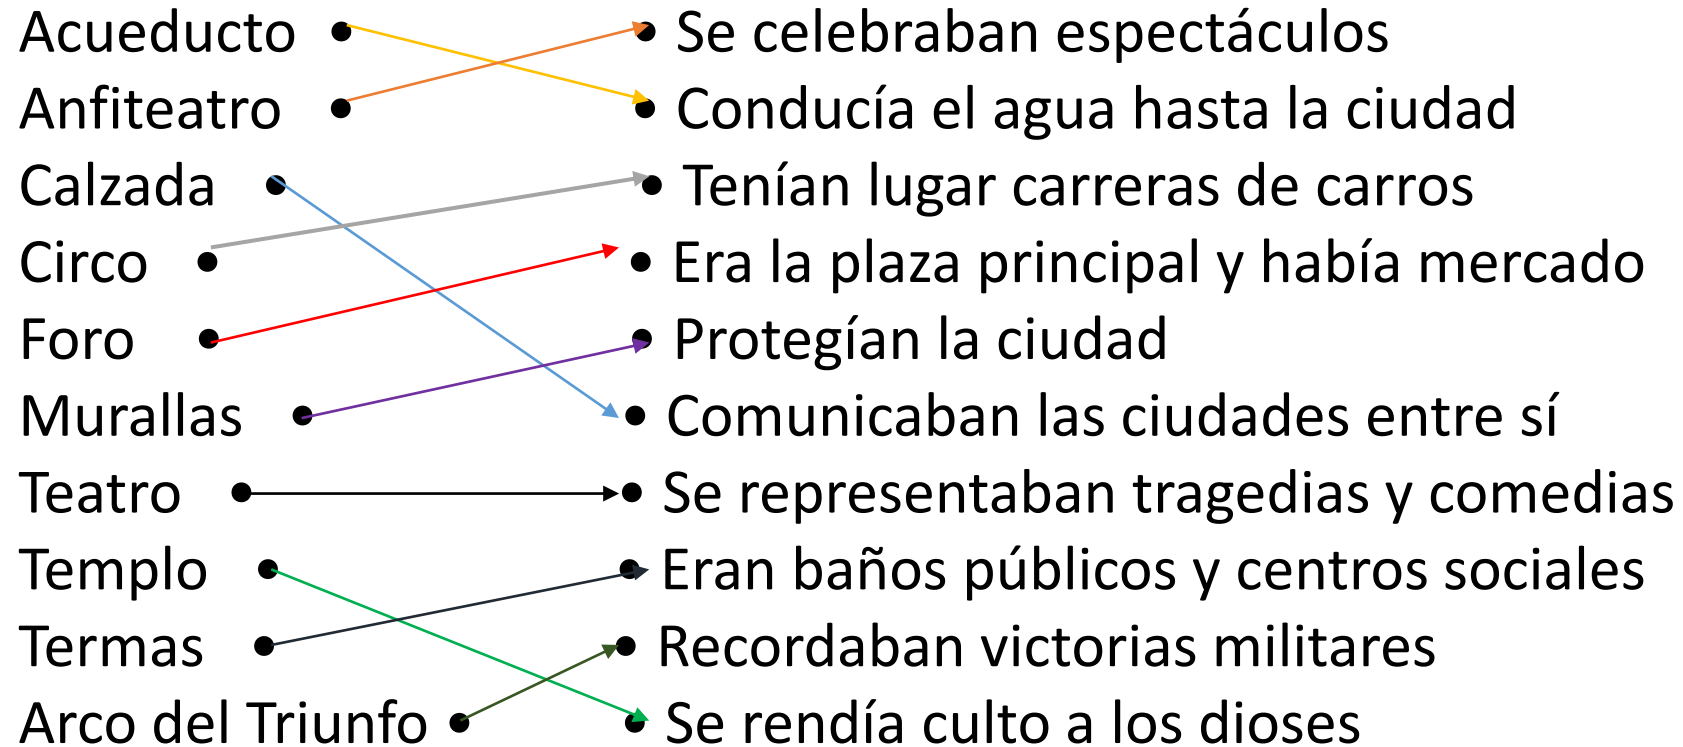 Acueducto • • Se celebraban espectáculos
Anfiteatro • • Conducía el agua hasta la ciudad
Calzada • • Tenían lugar carreras de carros
Circo • • Era la plaza principal y había mercado
Foro • • Protegían la ciudad
Murallas • • Comunicaban las ciudades entre sí
Teatro • • Se representaban tragedias y comedias
Templo • • Eran baños públicos y centros sociales
Termas • • Recordaban victorias militares
Arco del Triunfo • • Se rendía culto a los dioses